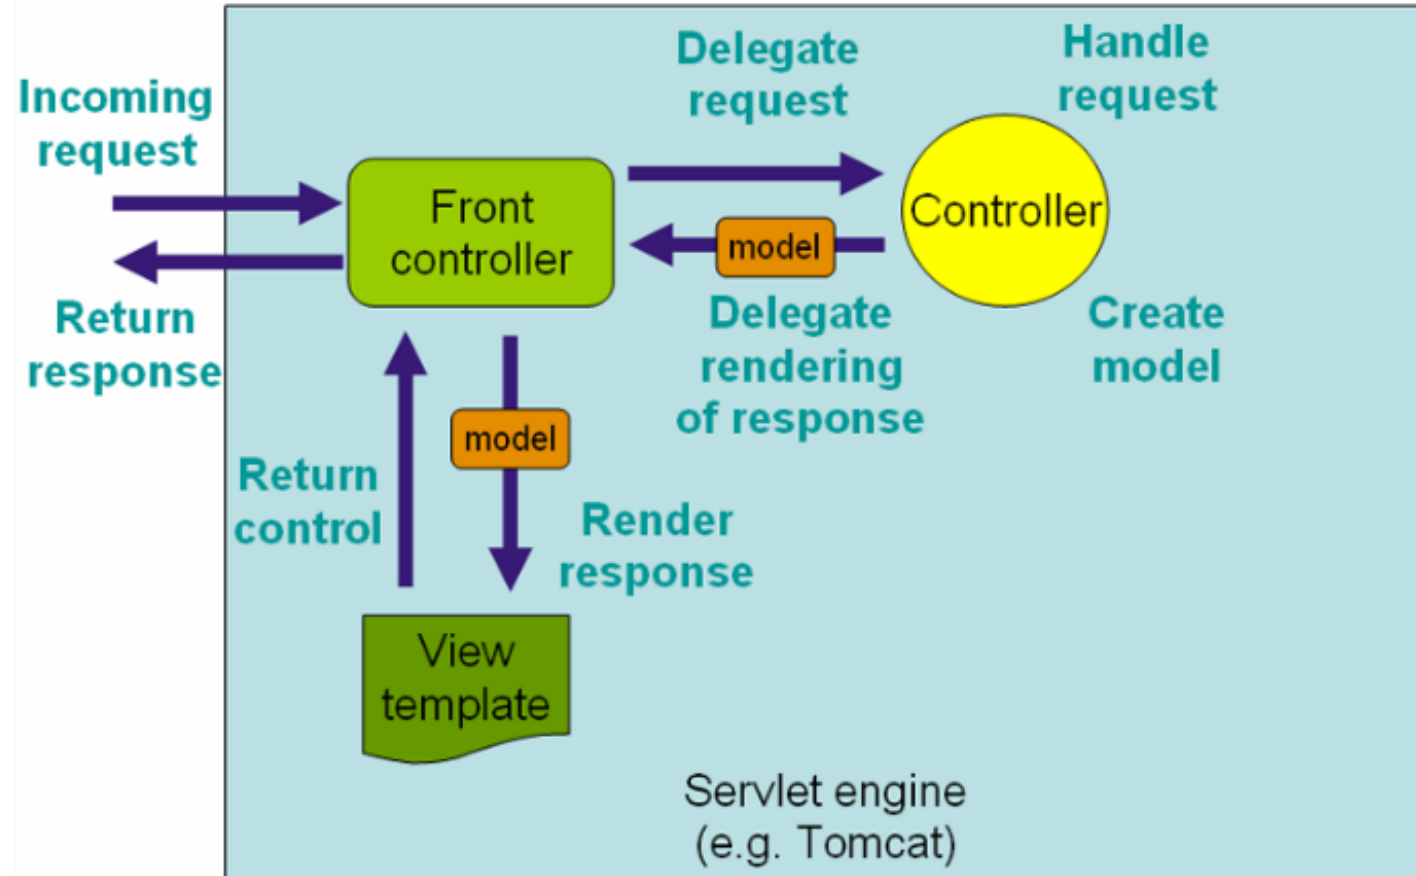 Incoming
request
Delegate
request
Handle
request
Front
controller
Controller
model
Return
response
Delegate
rendering
of response
Create
model
model
Return
control
Render
response
View
template
Servlet engine
(e.g. Tomcat)